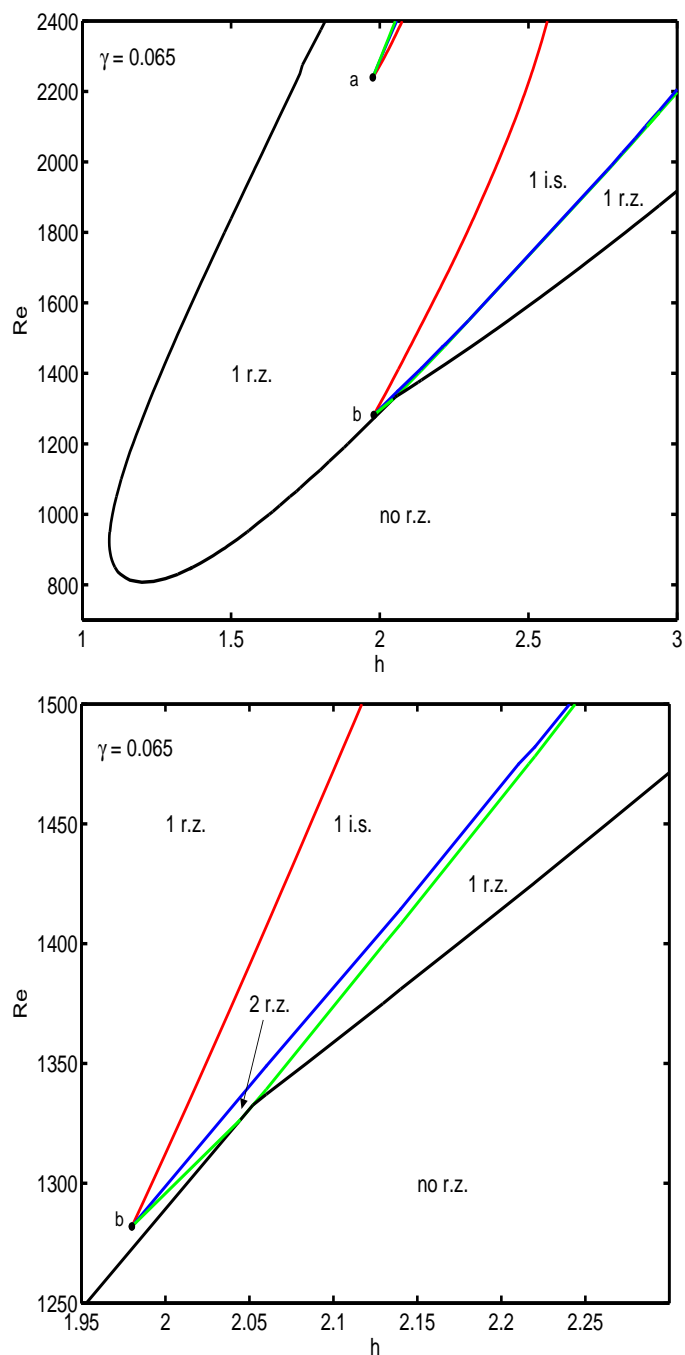 2400
γ = 0.065
a
2200
2000
1 i.s.
1 r.z.
1800
Re
1600
1 r.z.
1400
b
1200
no r.z.
1000
800
1 1.5 2 2.5 3
h
1500
γ = 0.065
1450
1 r.z. 1 i.s.
1 r.z.
1400
Re
2 r.z.
1350
1300
no r.z.
b
1250
1.95 2 2.05 2.1 2.15 2.2 2.25
h